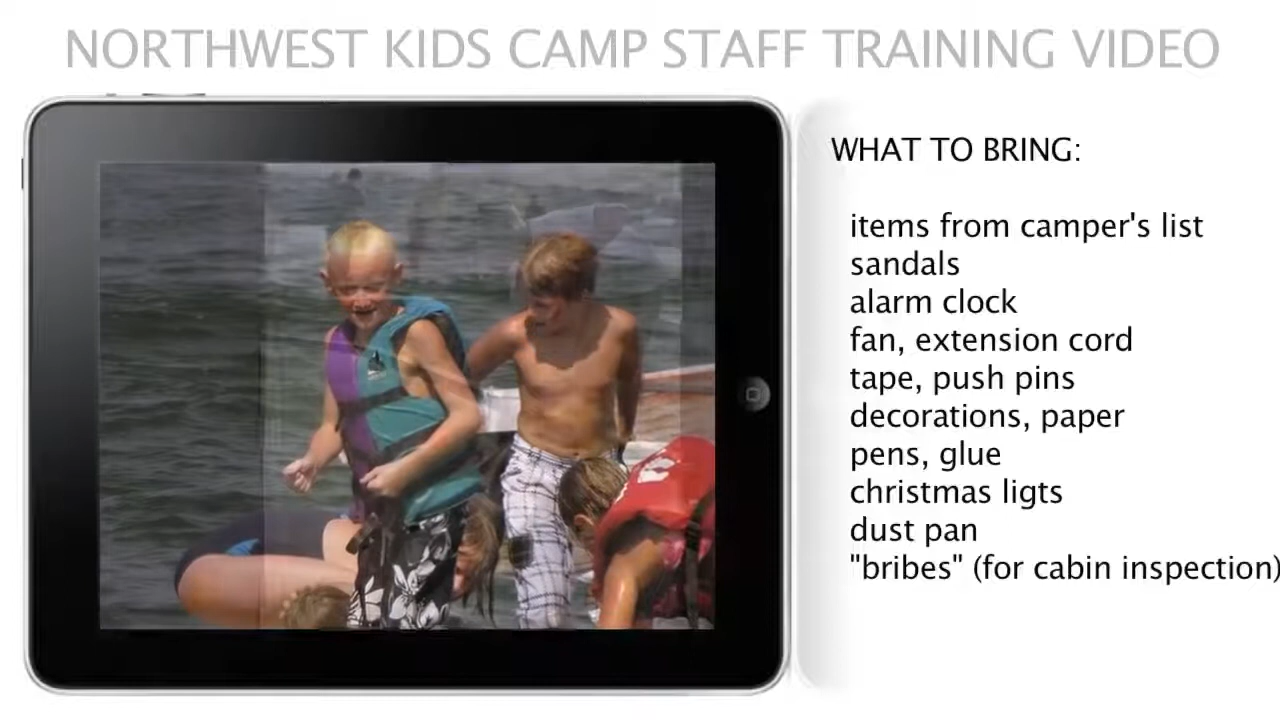 NORTHWEST KIDS CAMP STAFF TRAINING VIDEO
WHAT TO BRING:
items from camper's list
sandals
alarm clock
fan, extension cord
tape, push pins
decorations, paper
pens, glue
christmas ligts
dust pan
"bribes" (for cabin inspection)